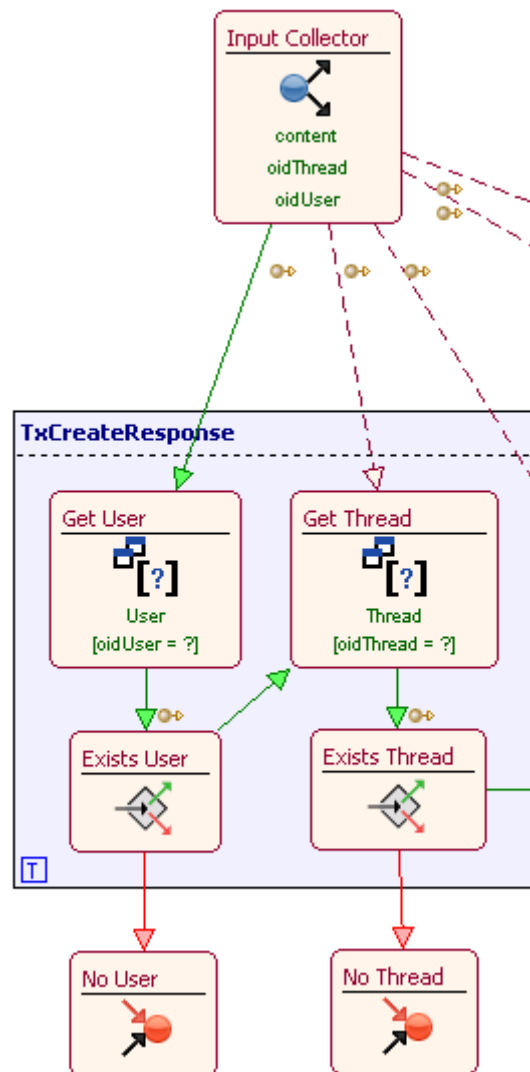 Input Collector
content
oidThread
oidUser
TxCreateResponse
Get User
[?]
User
[oidUser = ?]
Get Thread
[?]
Thread
[oidThread = ?]
Exists User
Exists Thread
T
No User
No Thread